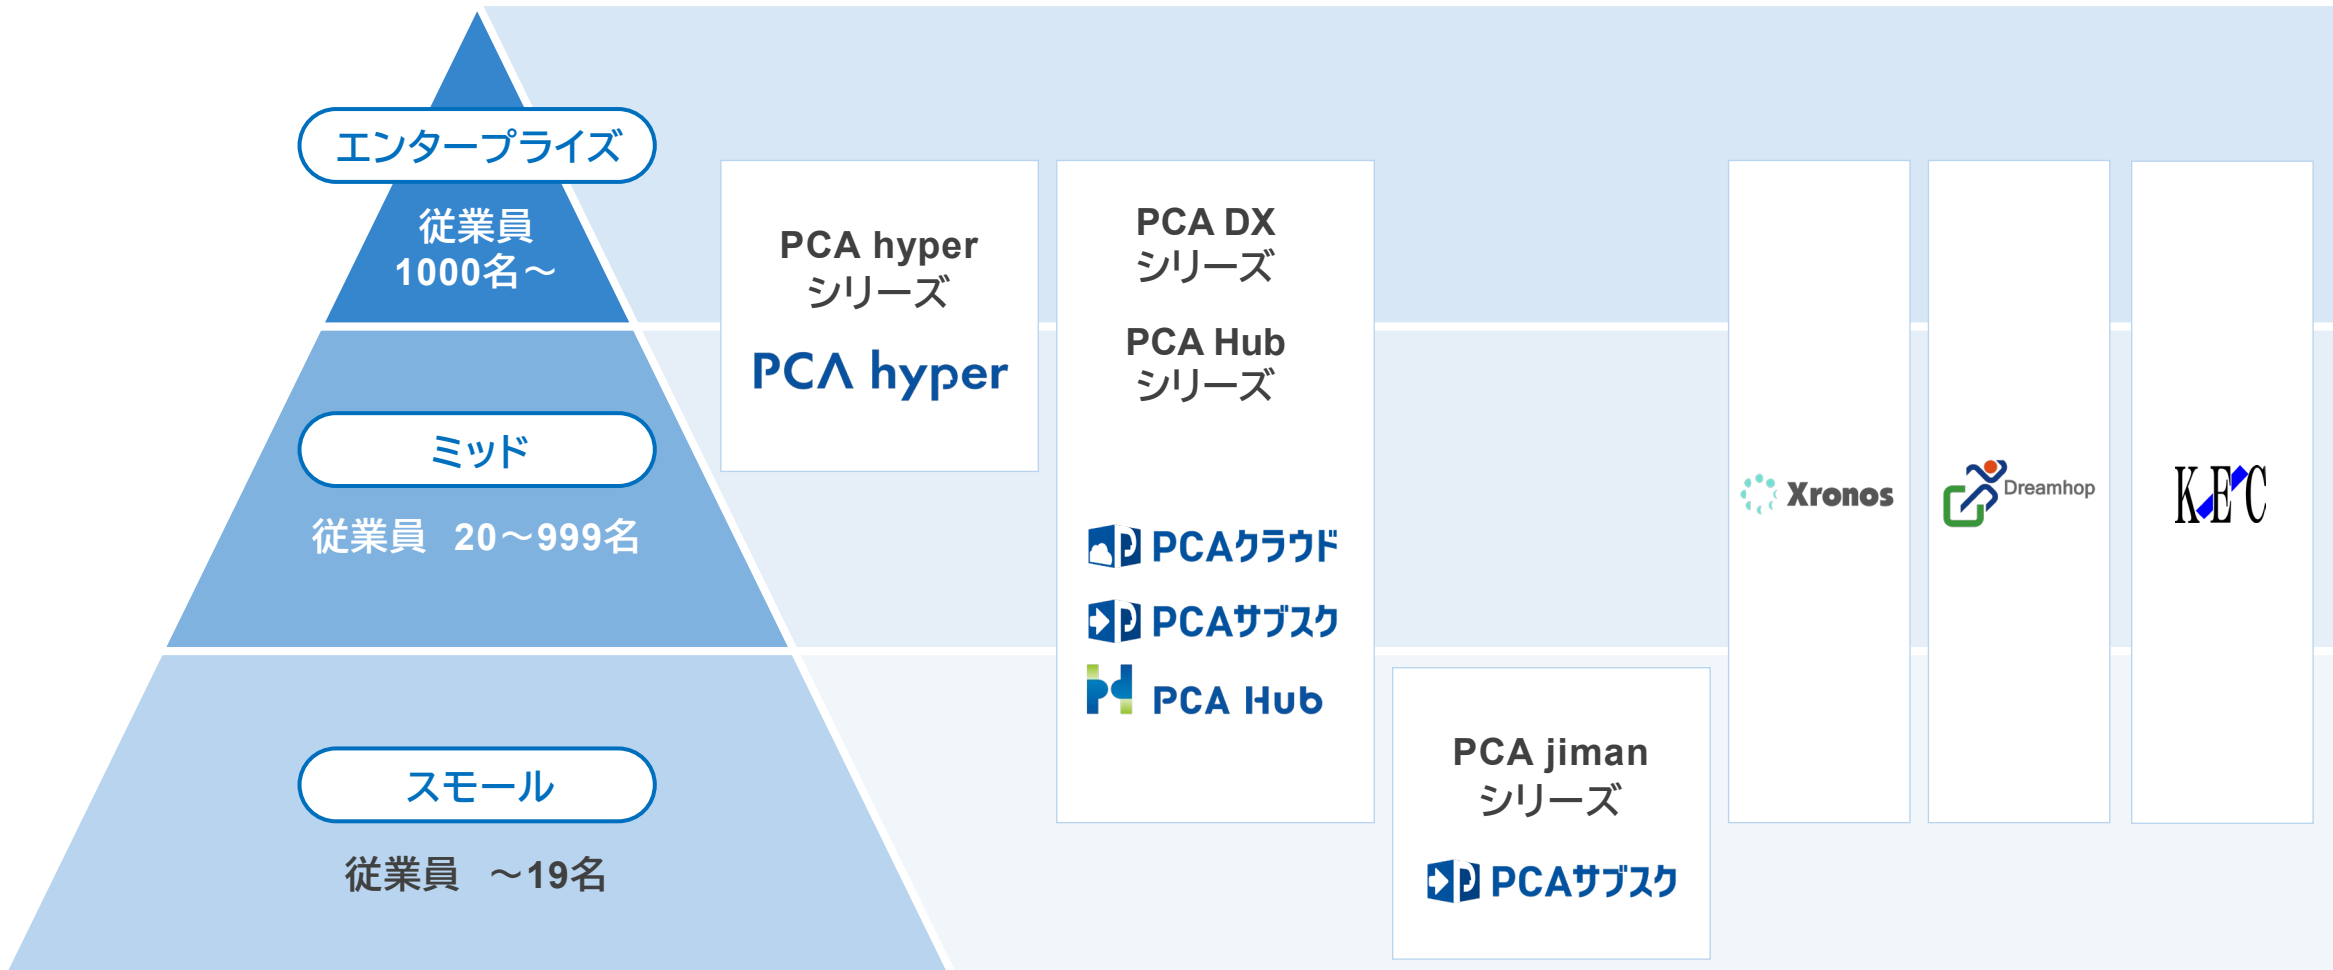 エンタープライズ
従業員
1000名～
ミッド
従業員 20～999名
スモール
従業員 ～19名
PCA hyper
シリーズ
PCA hyper
PCA DX
シリーズ
PCA Hub
シリーズ
PCAクラウド
PCAサブスク
PCA Hub
PCA jiman
シリーズ
PCAサブスク
Xronos
Dreamhop
KEC